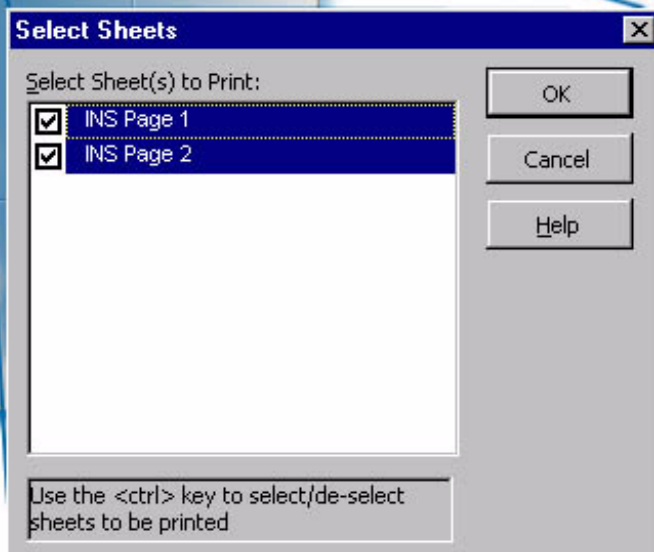 Select Sheets
Select Sheet(s) to Print:
INS Page 1
INS Page 2
OK
Cancel
Help
Use the <ctrl> key to select/de-select
sheets to be printed